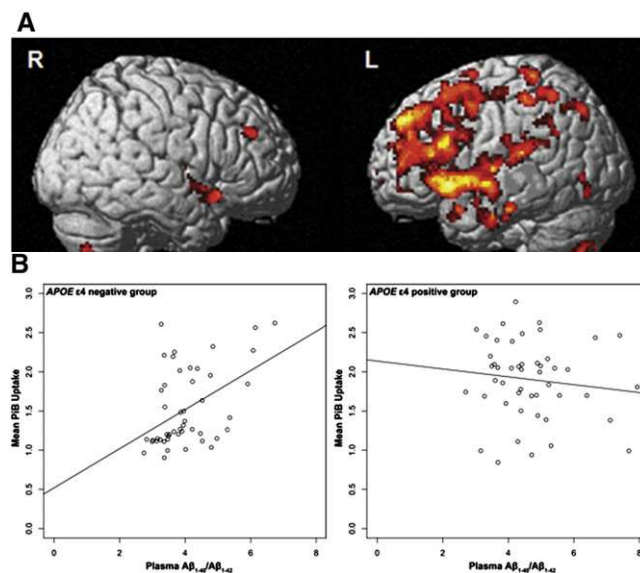 A
R
L
B
APOE ε4 negative group
APOE ε4 positive group
Mean PIB Uptake
3.0
2.5
2.0
1.5
1.0
0.5
0.0
Mean PIB Uptake
3.0
2.5
2.0
1.5
1.0
0.5
0.0
0 2 4 6 8
0 2 4 6 8
Plasma Aβ1-40/Aβ1-42
Plasma Aβ1-40/Aβ1-42